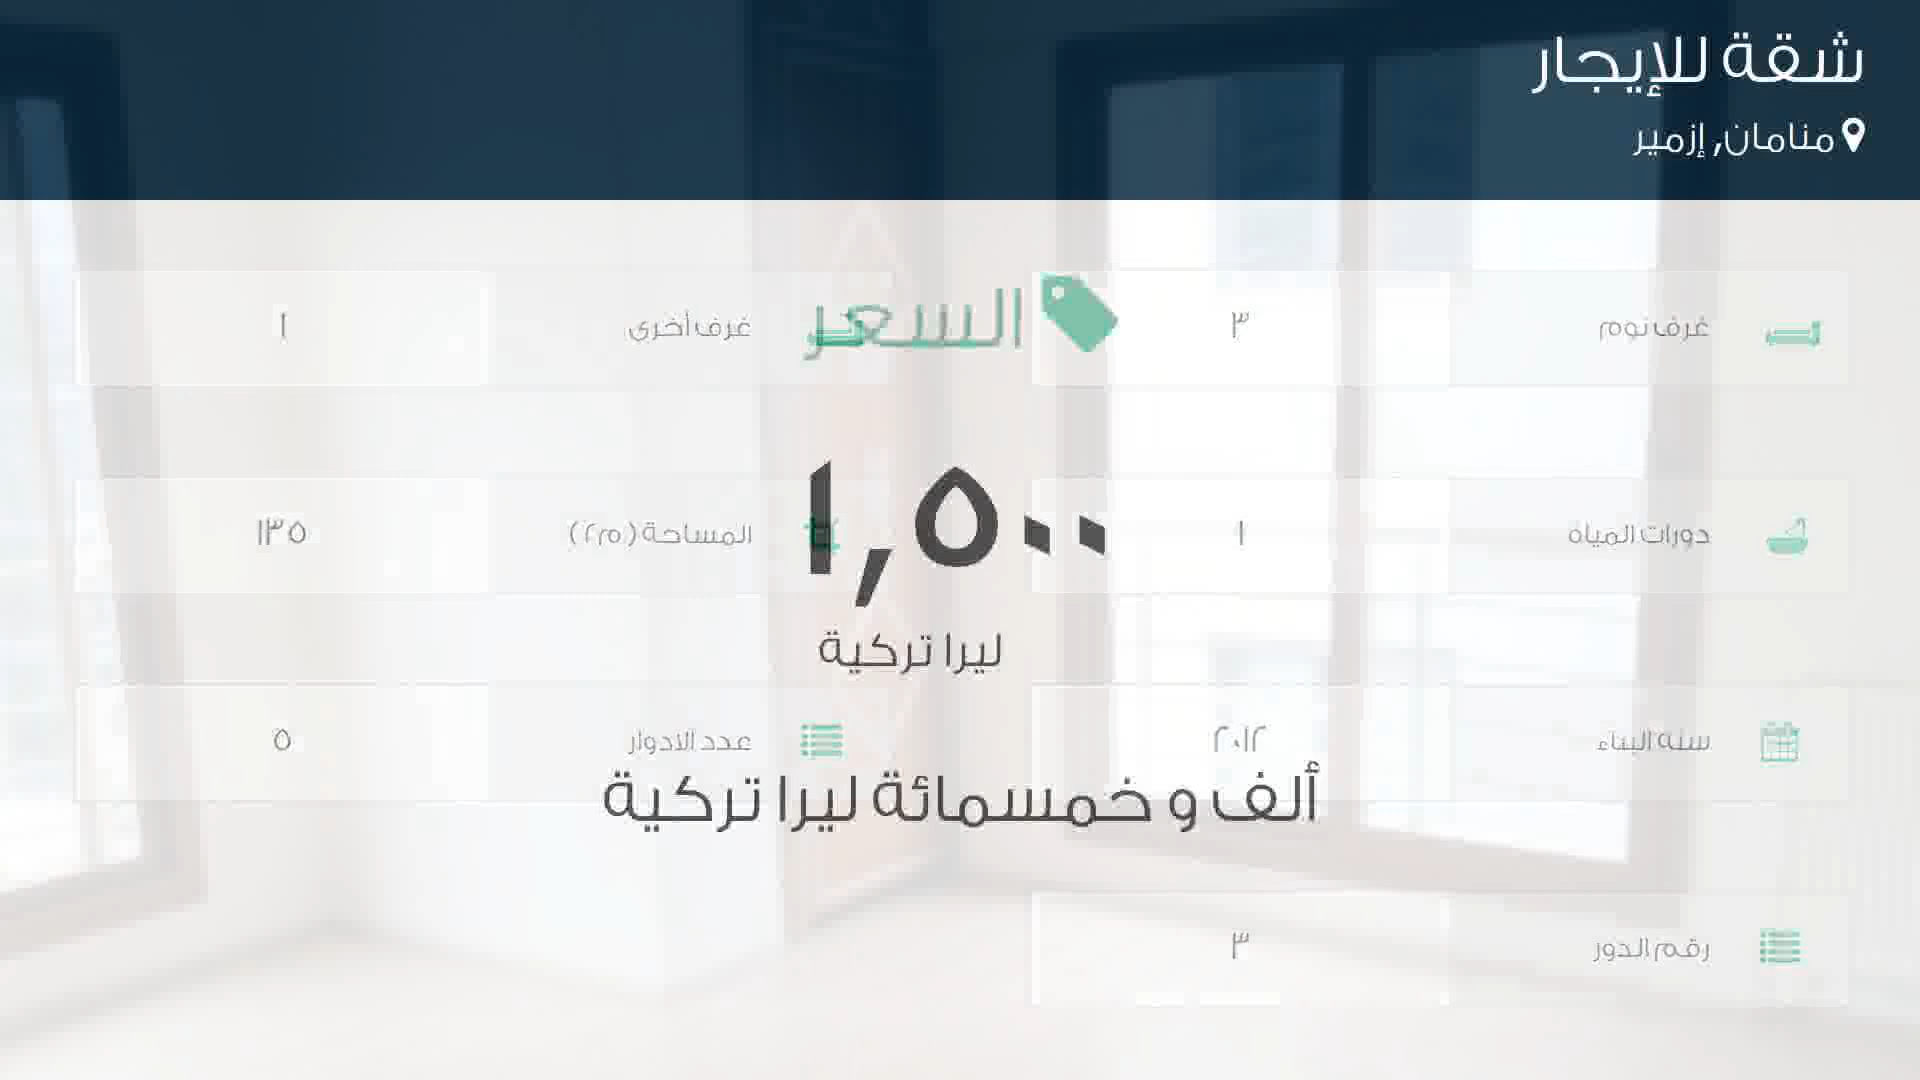 شقة للإيجار
منامان, إزمير
السعر
غرف نوم ٣
غرف أخرى ١
١,٥٠٠
دورات المياه ١
المساحة (م٢) ١٣٥
ليرا تركية
سنة البناء ٢٠١٢
عدد الادوار ٥
ألف و خمسمائة ليرا تركية
رقم الدور ٣